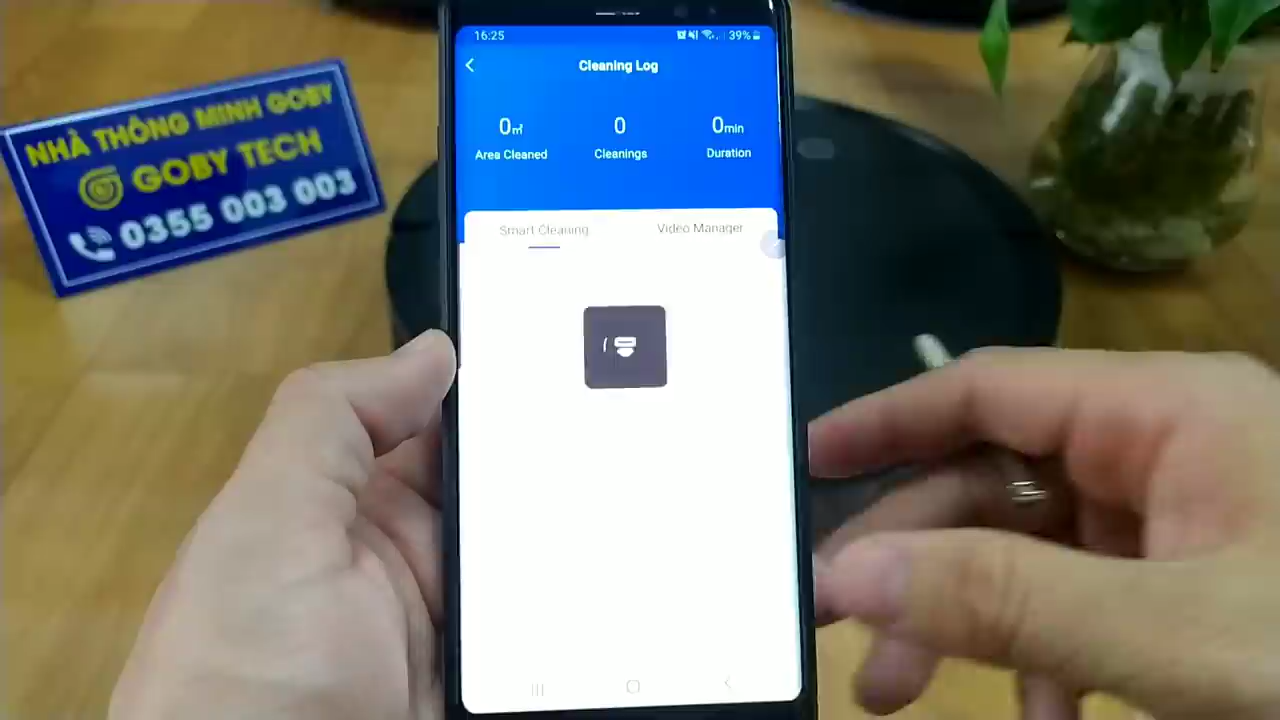 NHÀ THÔNG MINH GOBY
GOBY TECH
0355 003 003
16:25
39%
Cleaning Log
0㎡
0
0min
Area Cleaned
Cleanings
Duration
Smart Cleaning
Video Manager